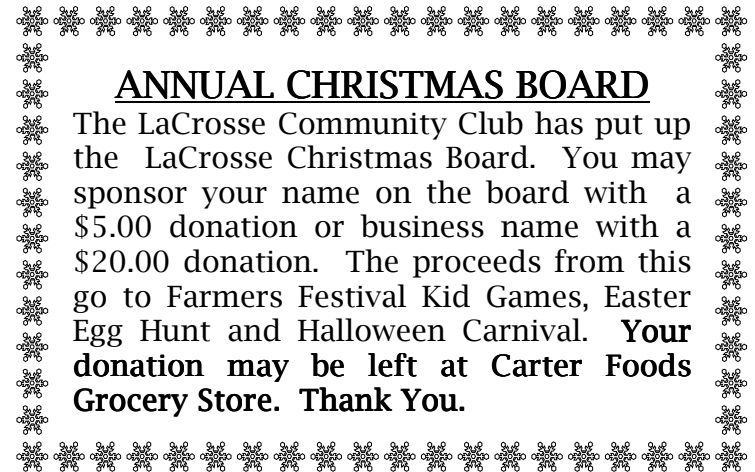 ANNUAL CHRISTMAS BOARD
The LaCrosse Community Club has put up
the LaCrosse Christmas Board. You may
sponsor your name on the board with a
$5.00 donation or business name with a
$20.00 donation. The proceeds from this
go to Farmers Festival Kid Games, Easter
Egg Hunt and Halloween Carnival. Your
donation may be left at Carter Foods
Grocery Store. Thank You.